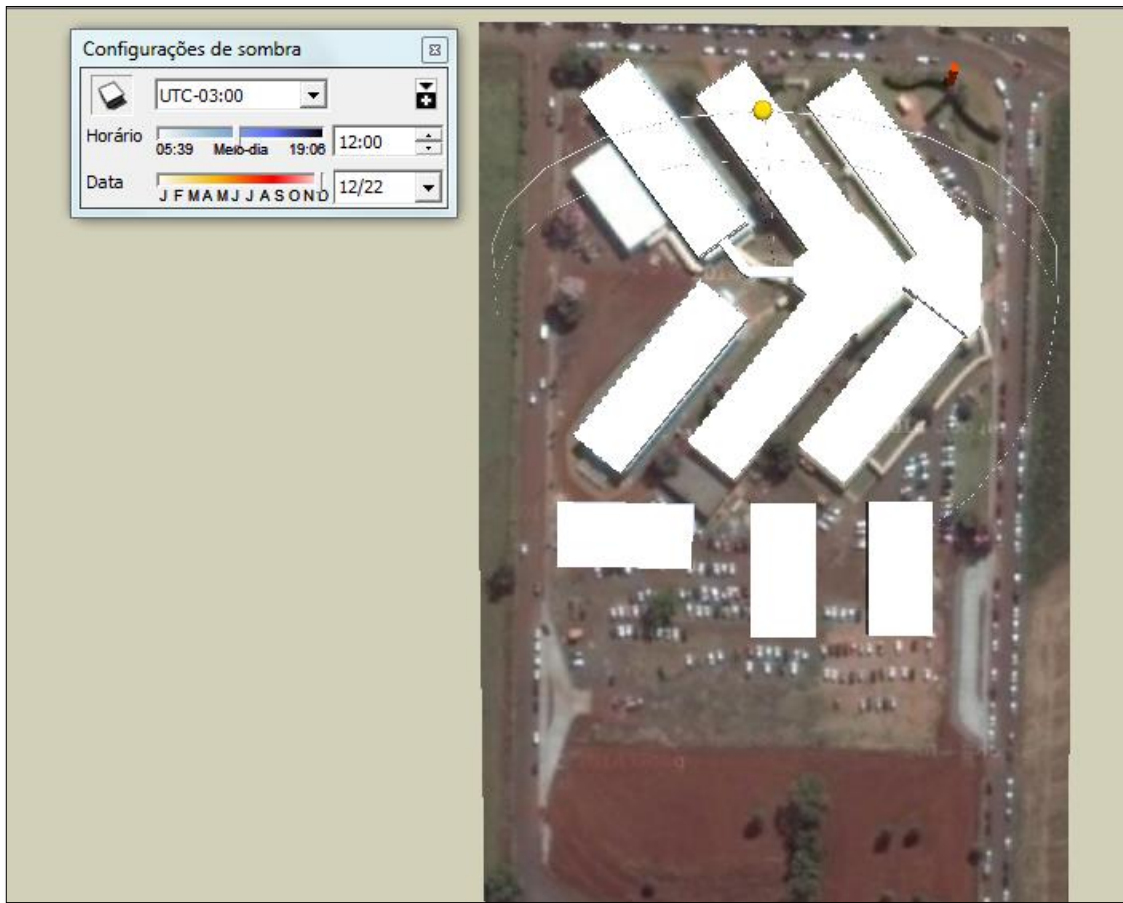 Configurações de sombra
UTC-03:00
Horário
05:39 Meio-dia 19:06
12:00
Data
J F M A M J J A S O N D
12/22